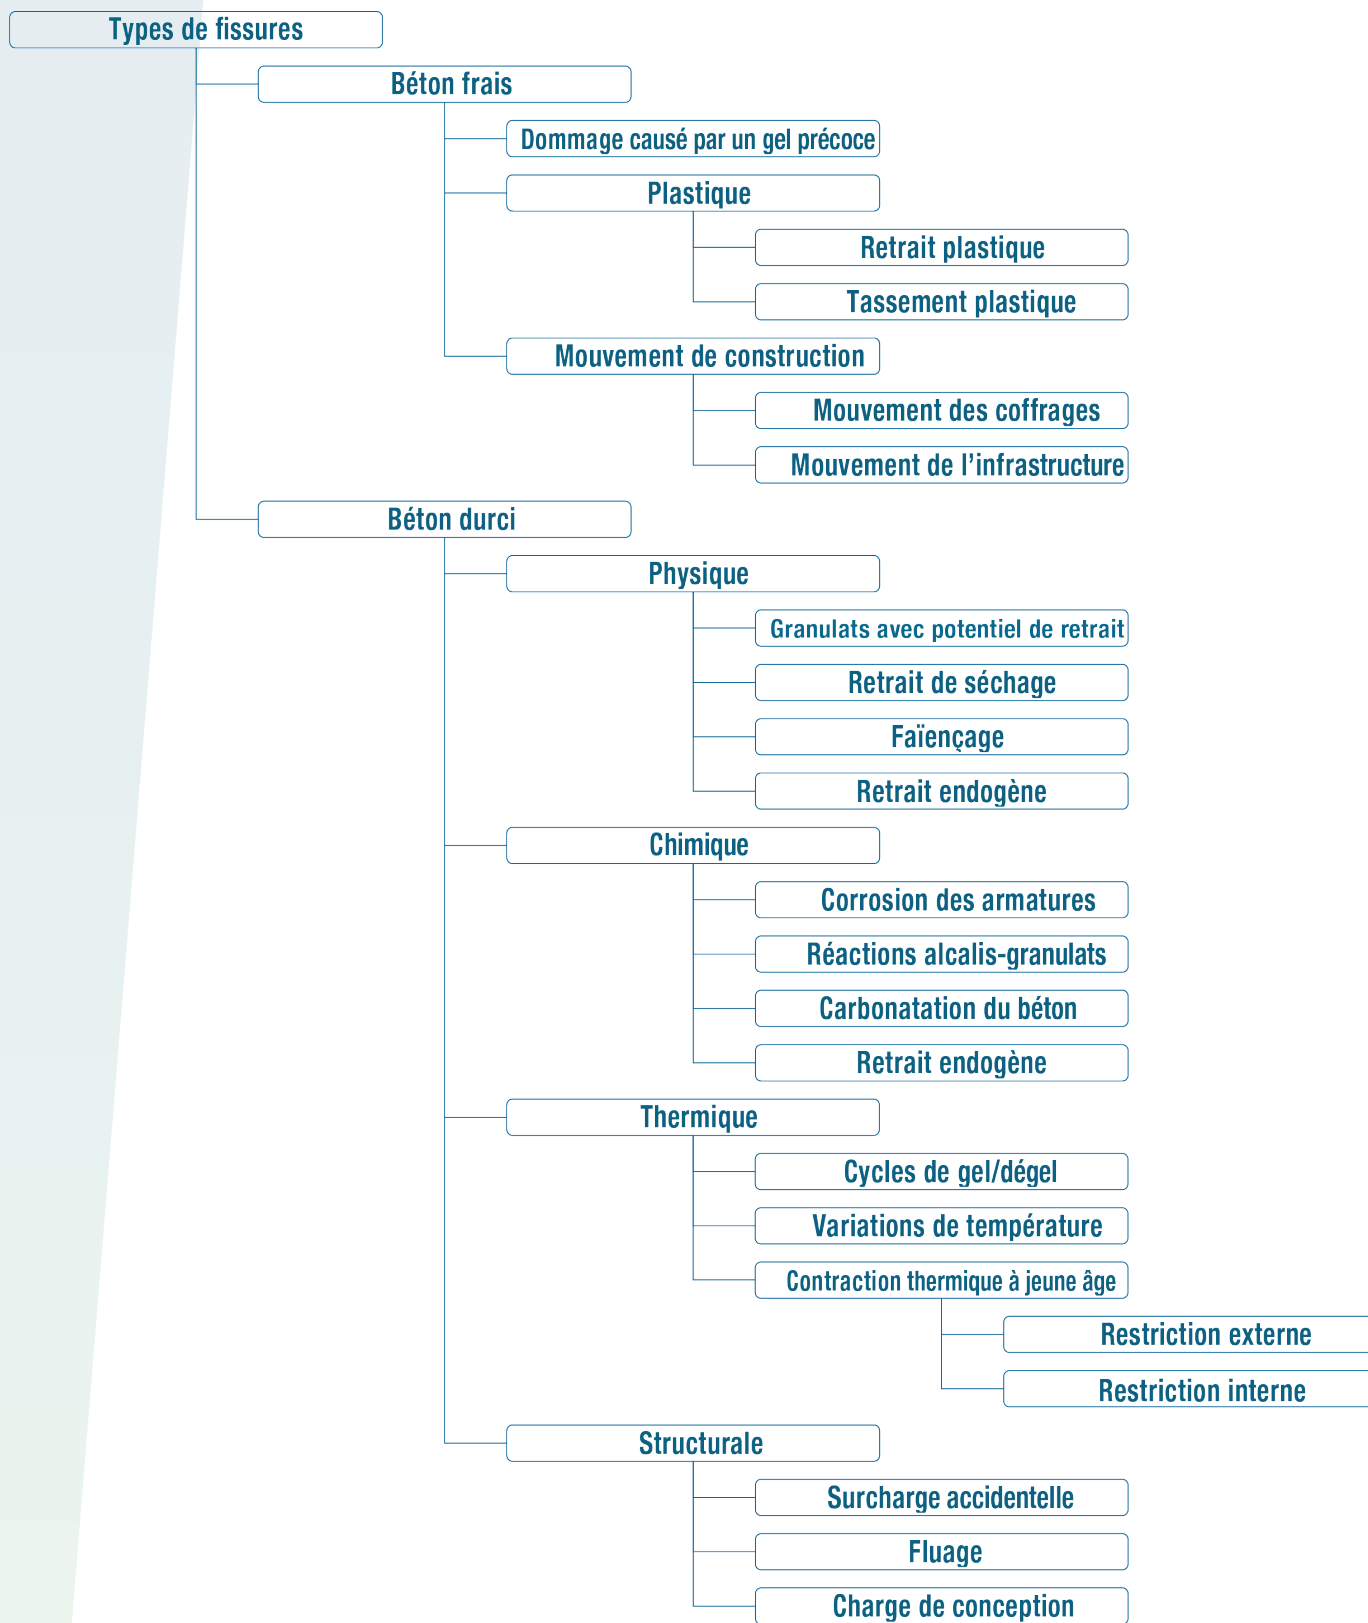 Types de fissures
Béton frais
Dommage causé par un gel précoce
Plastique
Retrait plastique
Tassement plastique
Mouvement de construction
Mouvement des coffrages
Mouvement de l’infrastructure
Béton durci
Physique
Granulats avec potentiel de retrait
Retrait de séchage
Faïençage
Retrait endogène
Chimique
Corrosion des armatures
Réactions alcalis-granulats
Carbonatation du béton
Retrait endogène
Thermique
Cycles de gel/dégel
Variations de température
Contraction thermique à jeune âge
Restriction externe
Restriction interne
Structurale
Surcharge accidentelle
Fluage
Charge de conception